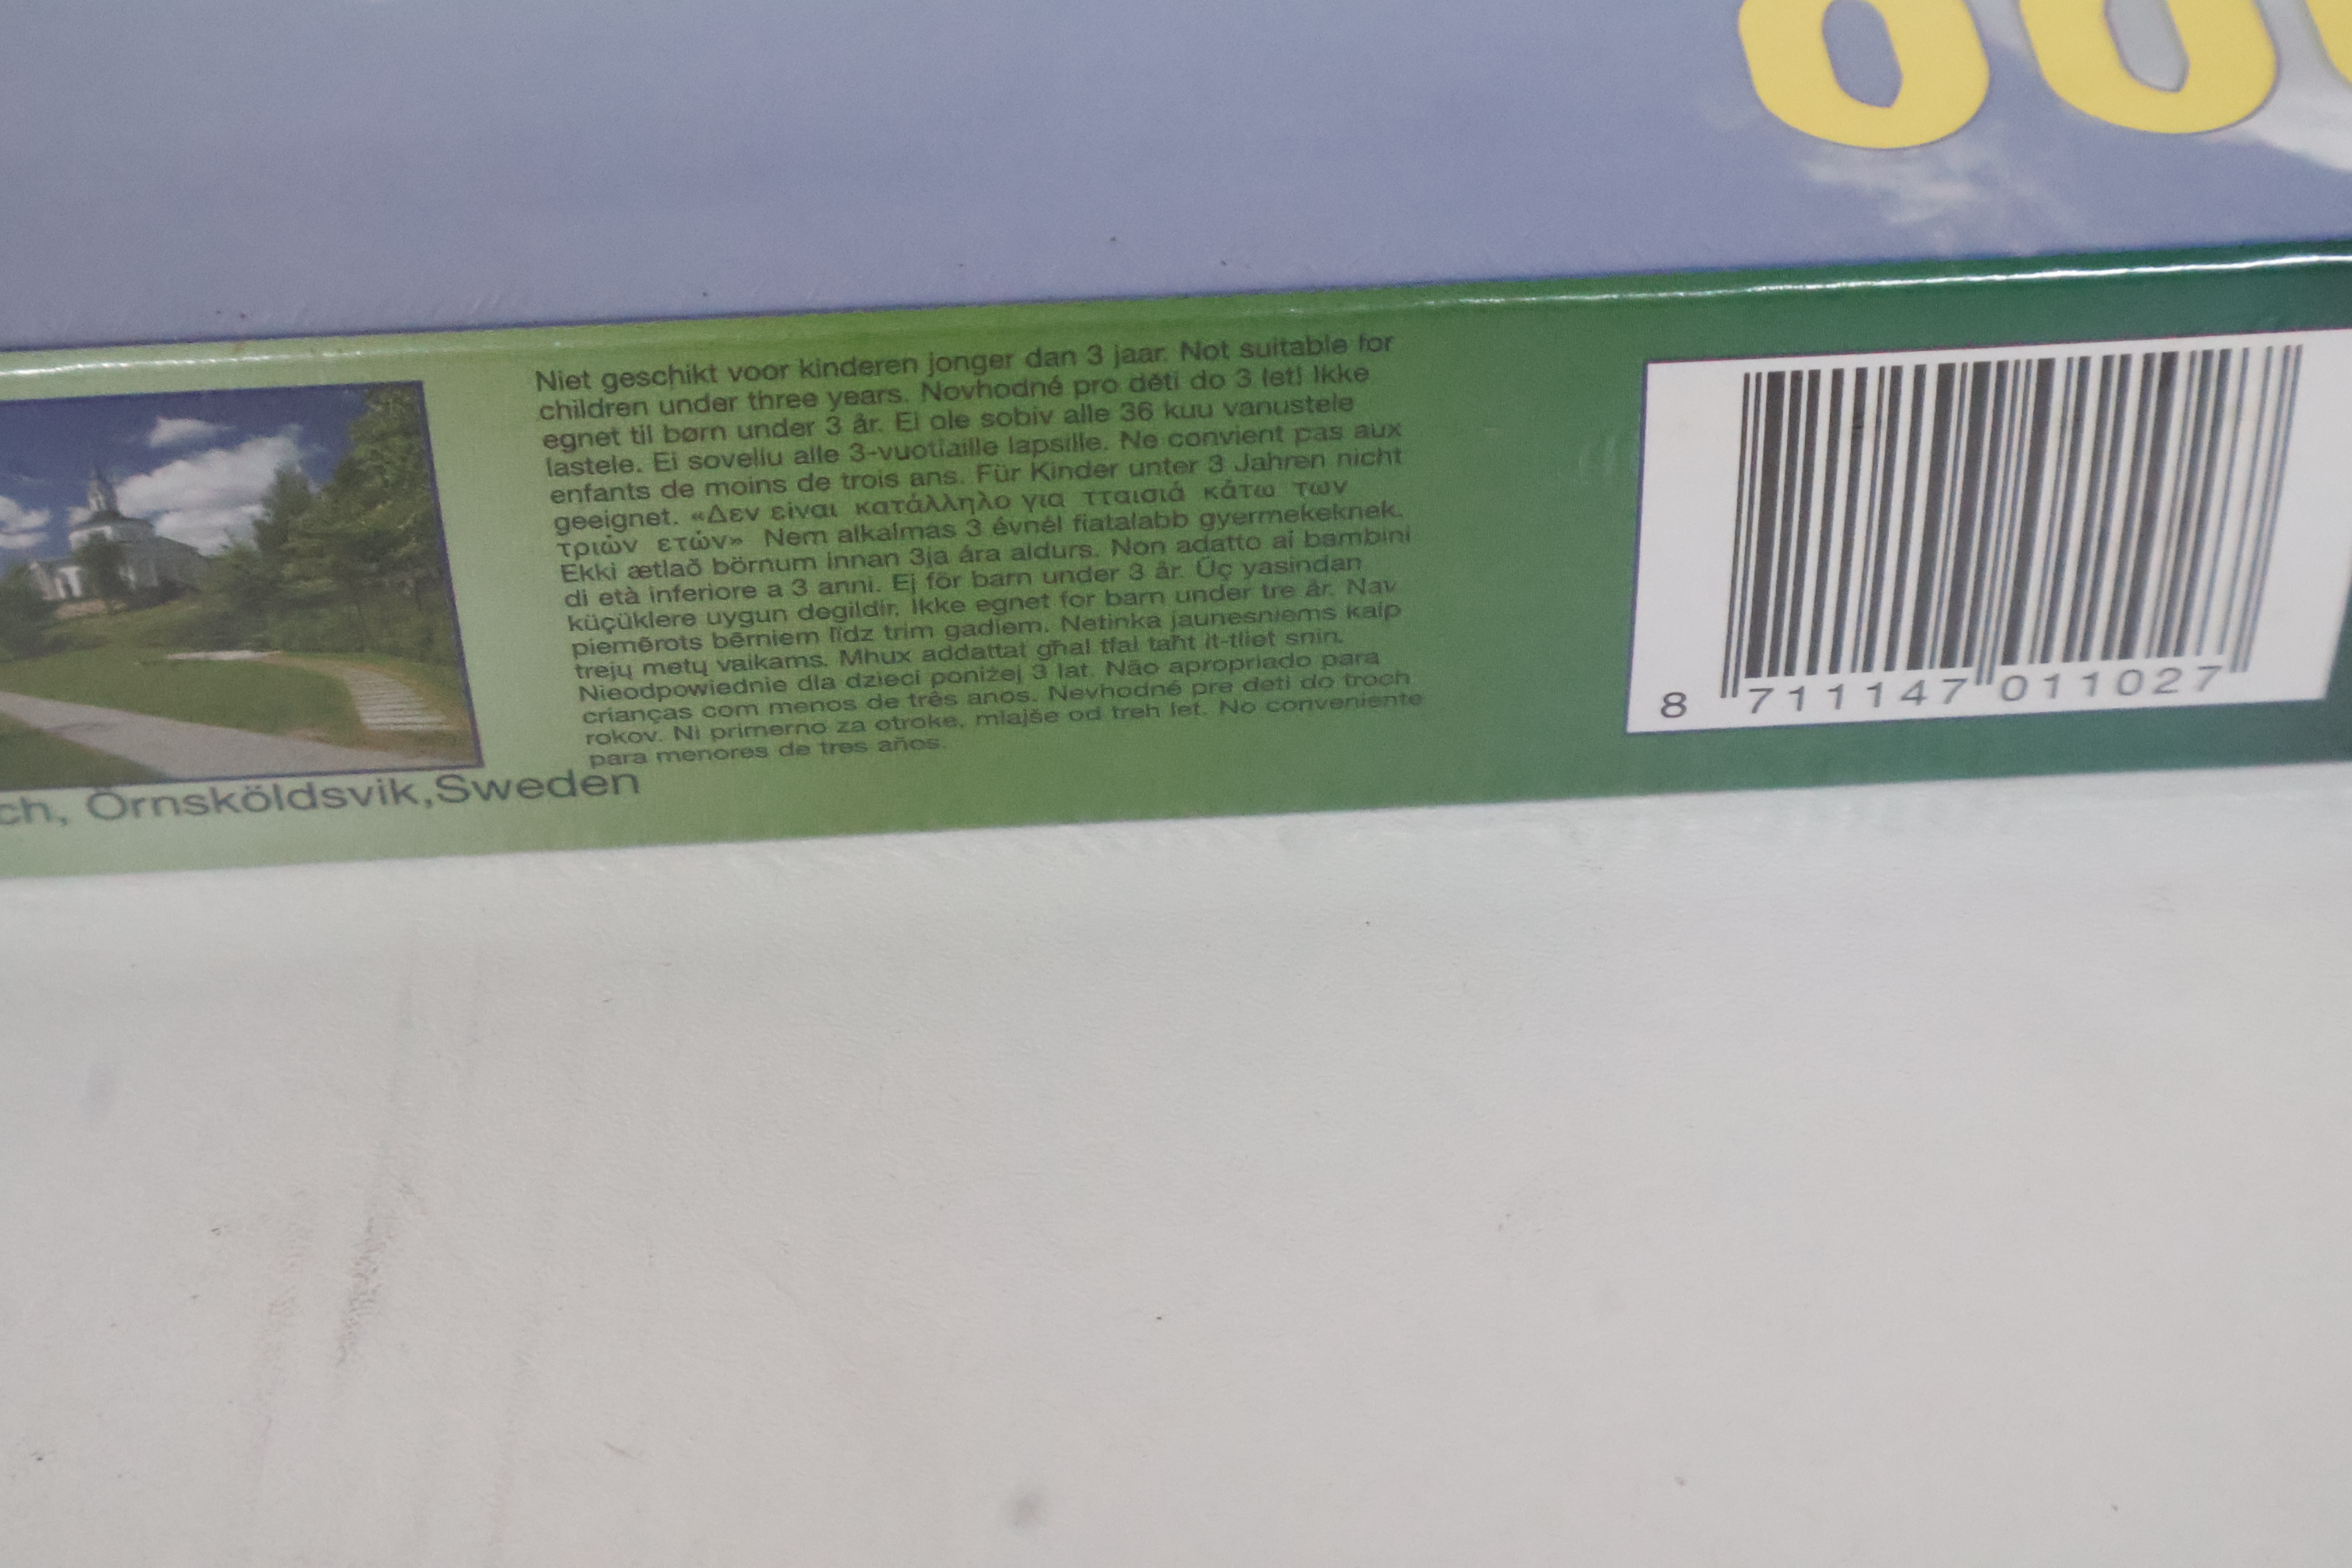 00
Niet geschikt voor kinderen jonger dan 3 jaar. Not suitable for
children under three years. Novhodné pro děti do 3 let! Ikke
egnet til børn under 3 år. Ei ole sobiv alle 36 kuu vanustele
lastele. Ei soveliu alle 3-vuotiaille lapsille. Ne convient pas aux
enfants de moins de trois ans. Für Kinder unter 3 Jahren nicht
geeignet. «Δεν είναι κατάλληλο για τταισιά κάτω των
τριών ετών» Nem alkalmas 3 évnél fiatalabb gyermekeknek.
Ekki ætlað börnum innan 3ja ára aldurs. Non adatto ai bambini
di età inferiore a 3 anni. Ej för barn under 3 år. Üç yasindan
küçüklere uygun degildir. Ikke egnet for barn under tre år. Nav
piemērots bērniem līdz trim gadiem. Netinka jaunesniems kaip
trejų metų vaikams. Mhux addattat għal tfal taħt it-tliet snin.
Nieodpowiednie dla dzieci poniżej 3 lat. Não apropriado para
crianças com menos de três anos. Nevhodné pre deti do troch
rokov. Ni primerno za otroke, mlajše od treh let. No conveniente
para menores de tres años.
ch, Örnsköldsvik,Sweden
8 711147 011027